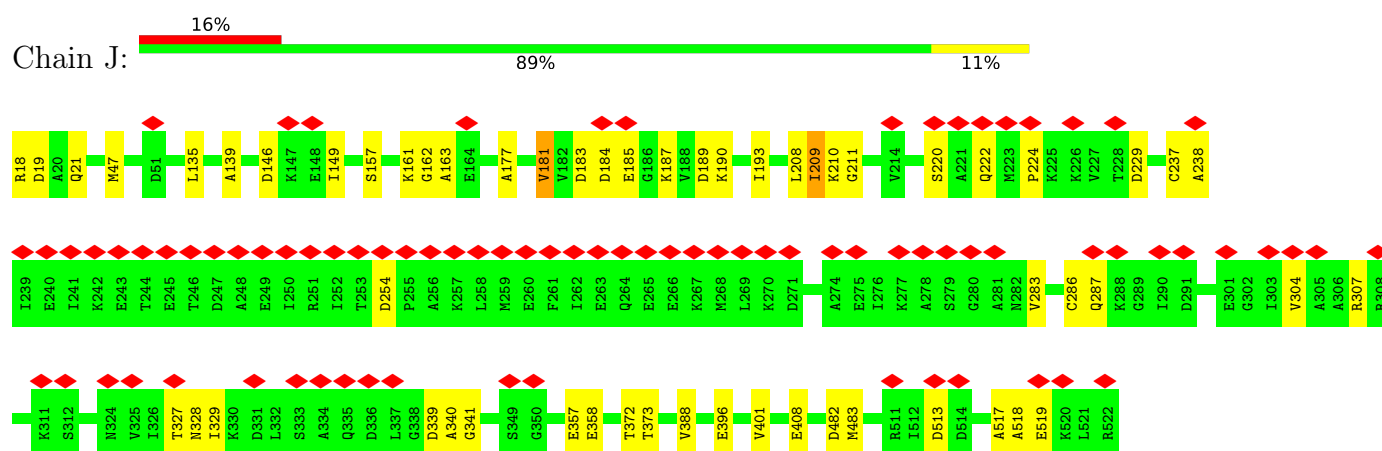 16%
Chain J:
89% 11%
R18 D19 A20 Q21 M47 D51 L135 A139 D146 K147 E148 I149 S157 K161 G162 A163 E164 A177 V181 V182 D183 D184 E185 G186 K187 V188 D189 K190 I193 L208 I209 K210 G211 V214 S220 A221 Q222 M223 P224 K225 K226 V227 T228 D229 C237 A238
I239 E240 I241 K242 E243 T244 E245 T246 D247 A248 E249 I250 R251 I252 T253 D254 P255 A256 K257 L258 M259 E260 F261 I262 E263 Q264 E265 E266 K267 M268 L269 K270 D271 A274 E275 I276 K277 A278 S279 G280 A281 N282 V283 C286 Q287 K288 G289 I290 D291 E301 G302 I303 V304 A305 A306 R307 R308
K311 S312 N324 V325 I326 T327 N328 I329 K330 D331 L332 S333 A334 Q335 D336 L337 G338 D339 A340 G341 S349 G350 E357 E358 T372 T373 V388 E396 V401 E408 D482 M483 R511 I512 D513 D514 A517 A518 E519 K520 L521 R522